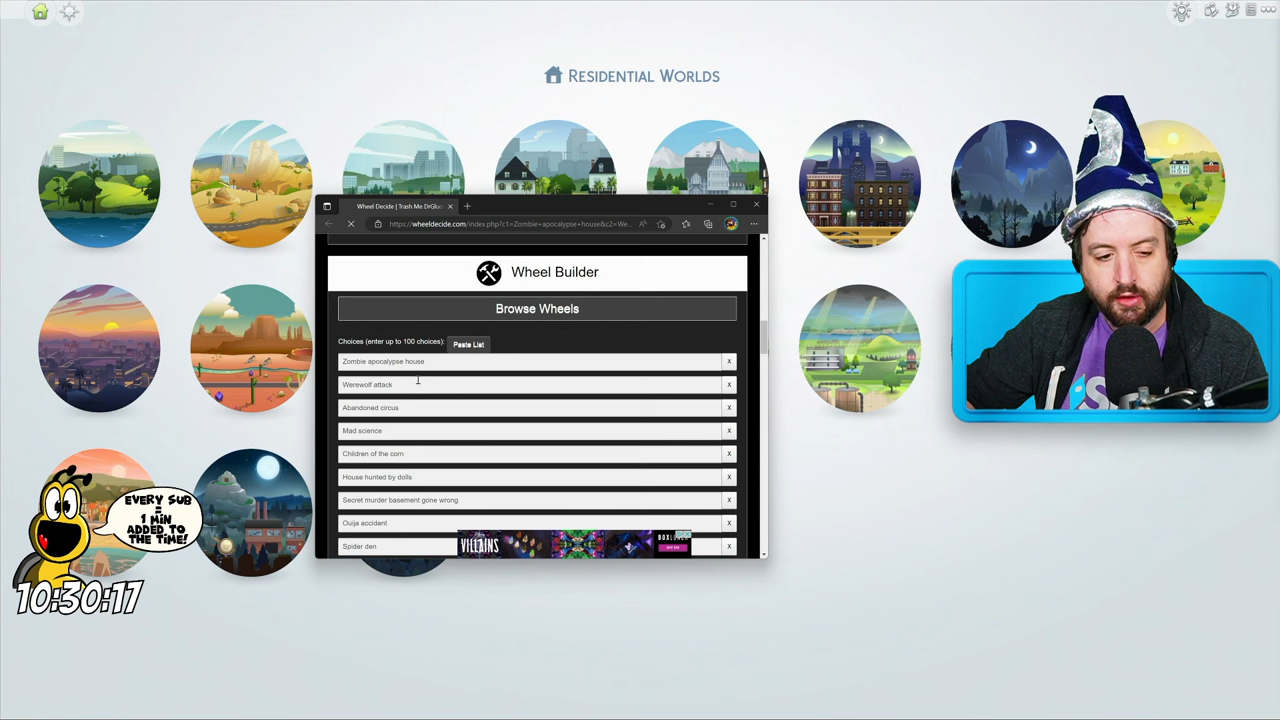 RESIDENTIAL WORLDS
Wheel Decide | Trash Me DrGlu
https://wheeldecide.com/index.php?c1=Zombie+apocalypse+house&c2=We...
Wheel Builder
Browse Wheels
Choices (enter up to 100 choices):
Paste List
Zombie apocalypse house
X
Werewolf attack
X
Abandoned circus
X
Mad science
X
Children of the corn
X
House hunted by dolls
X
Secret murder basement gone wrong
X
Ouija accident
X
Spider den
X
VILLAINS
EVERY SUB
=
1 MIN
ADDED TO
THE TIME!
10:30:17